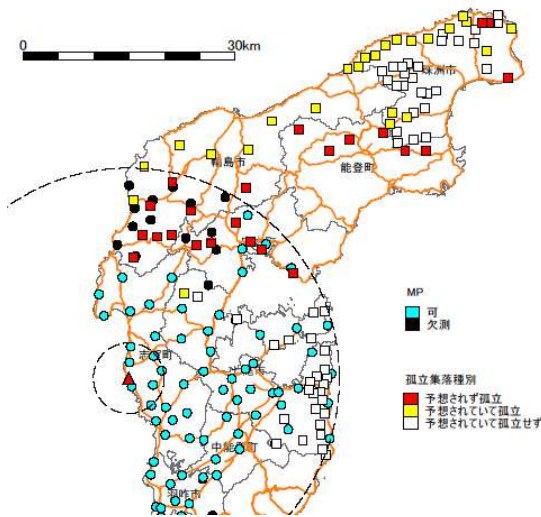 30km
珠洲市
輪島市
能登町
MP
可
欠測
志賀町
七尾市
孤立集落種別
予想されず孤立
予想されていて孤立
予想されていて孤立せず
中能登町
羽咋市